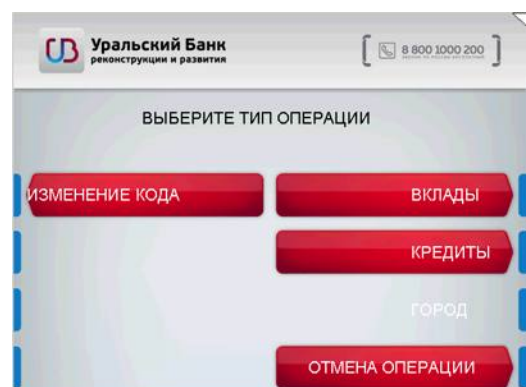 Уральский Банк
реконструкции и развития
8 800 1000 200
ВЫБЕРИТЕ ТИП ОПЕРАЦИИ
ИЗМЕНЕНИЕ КОДА
ВКЛАДЫ
КРЕДИТЫ
ГОРОД
ОТМЕНА ОПЕРАЦИИ